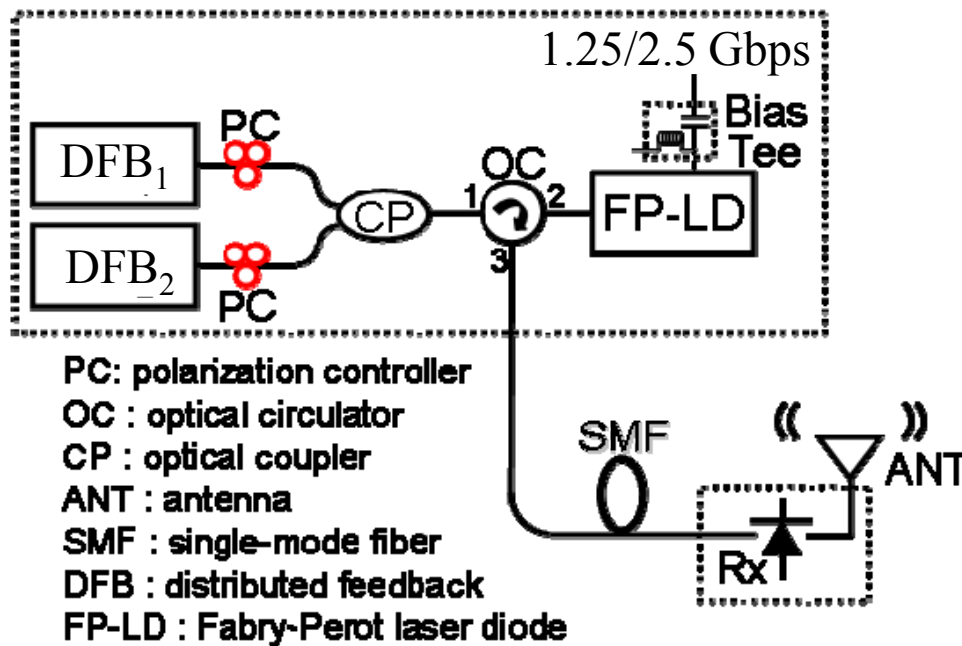 1.25/2.5 Gbps
PC
Bias
Tee
DFB1
OC
1
2
CP
FP-LD
3
DFB2
PC
PC: polarization controller
OC : optical circulator
CP : optical coupler
ANT : antenna
SMF : single-mode fiber
DFB : distributed feedback
FP-LD : Fabry-Perot laser diode
SMF
(( ))
ANT
Rx